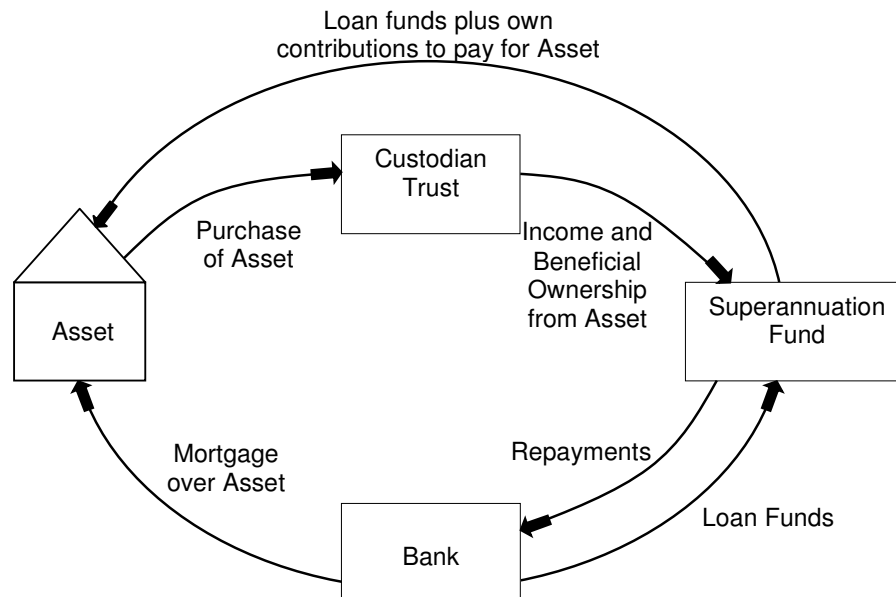 Loan funds plus own
contributions to pay for Asset
Custodian
Trust
Purchase
of Asset
Income and
Beneficial
Ownership
from Asset
Asset
Superannuation
Fund
Mortgage
over Asset
Repayments
Loan Funds
Bank